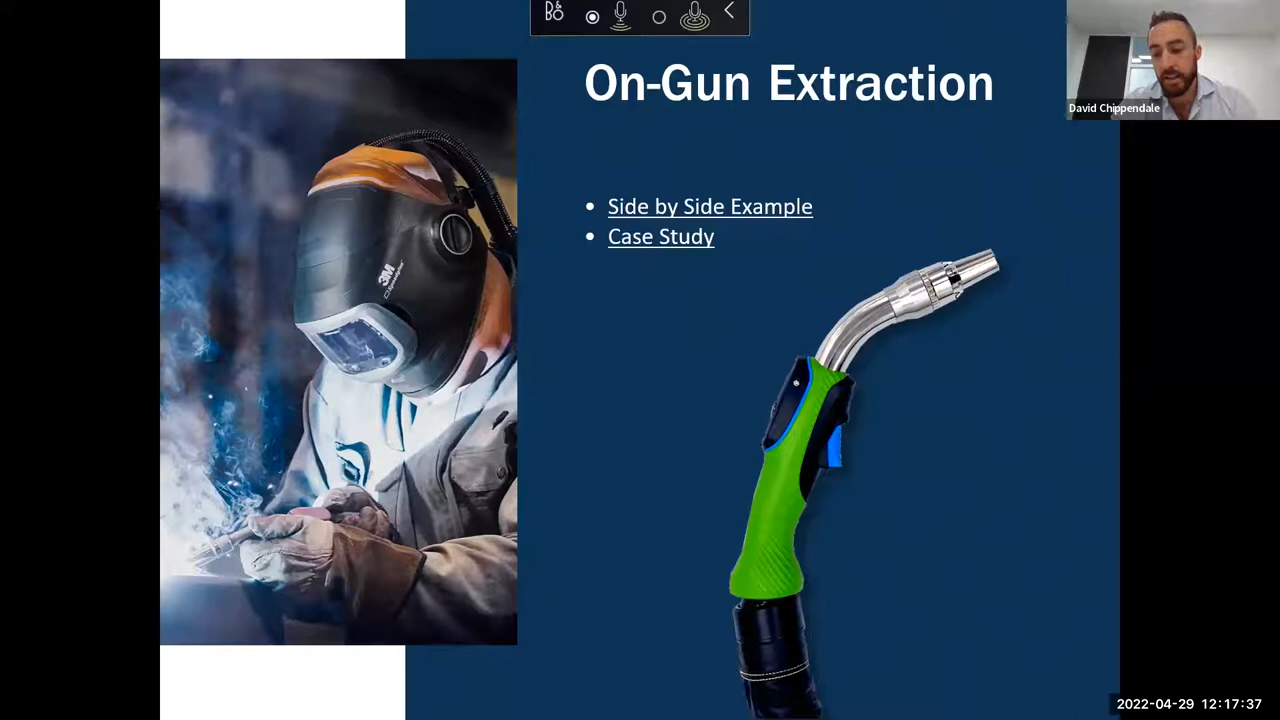 B&O
On-Gun Extraction
David Chippendale
• Side by Side Example
• Case Study
3M
2022-04-29 12:17:37